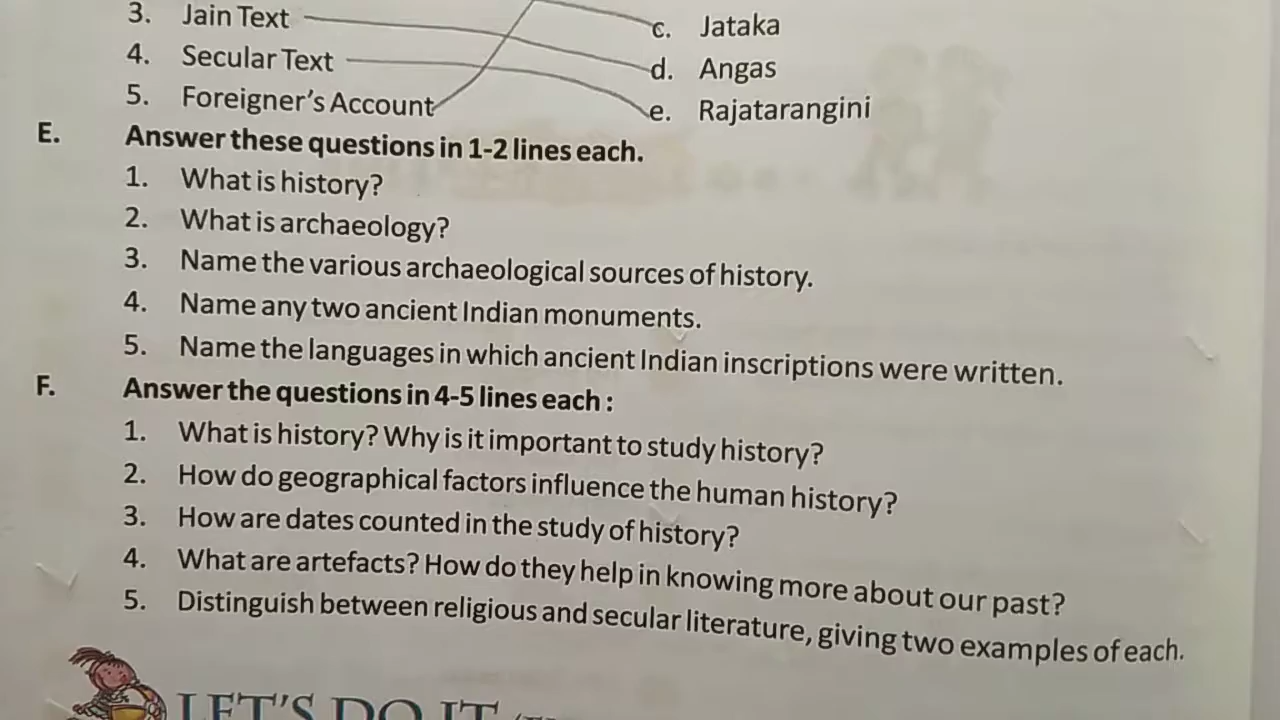 3. Jain Text c. Jataka
4. Secular Text d. Angas
5. Foreigner's Account e. Rajatarangini
E. Answer these questions in 1-2 lines each.
1. What is history?
2. What is archaeology?
3. Name the various archaeological sources of history.
4. Name any two ancient Indian monuments.
5. Name the languages in which ancient Indian inscriptions were written.
F. Answer the questions in 4-5 lines each :
1. What is history? Why is it important to study history?
2. How do geographical factors influence the human history?
3. How are dates counted in the study of history?
4. What are artefacts? How do they help in knowing more about our past?
5. Distinguish between religious and secular literature, giving two examples of each.
LET'S DO IT